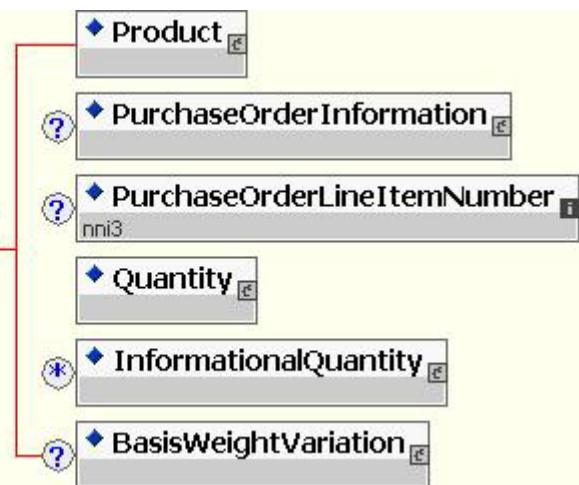 Product
?
PurchaseOrderInformation
?
PurchaseOrderLineItemNumber
nni3
Quantity
*
InformationalQuantity
?
BasisWeightVariation